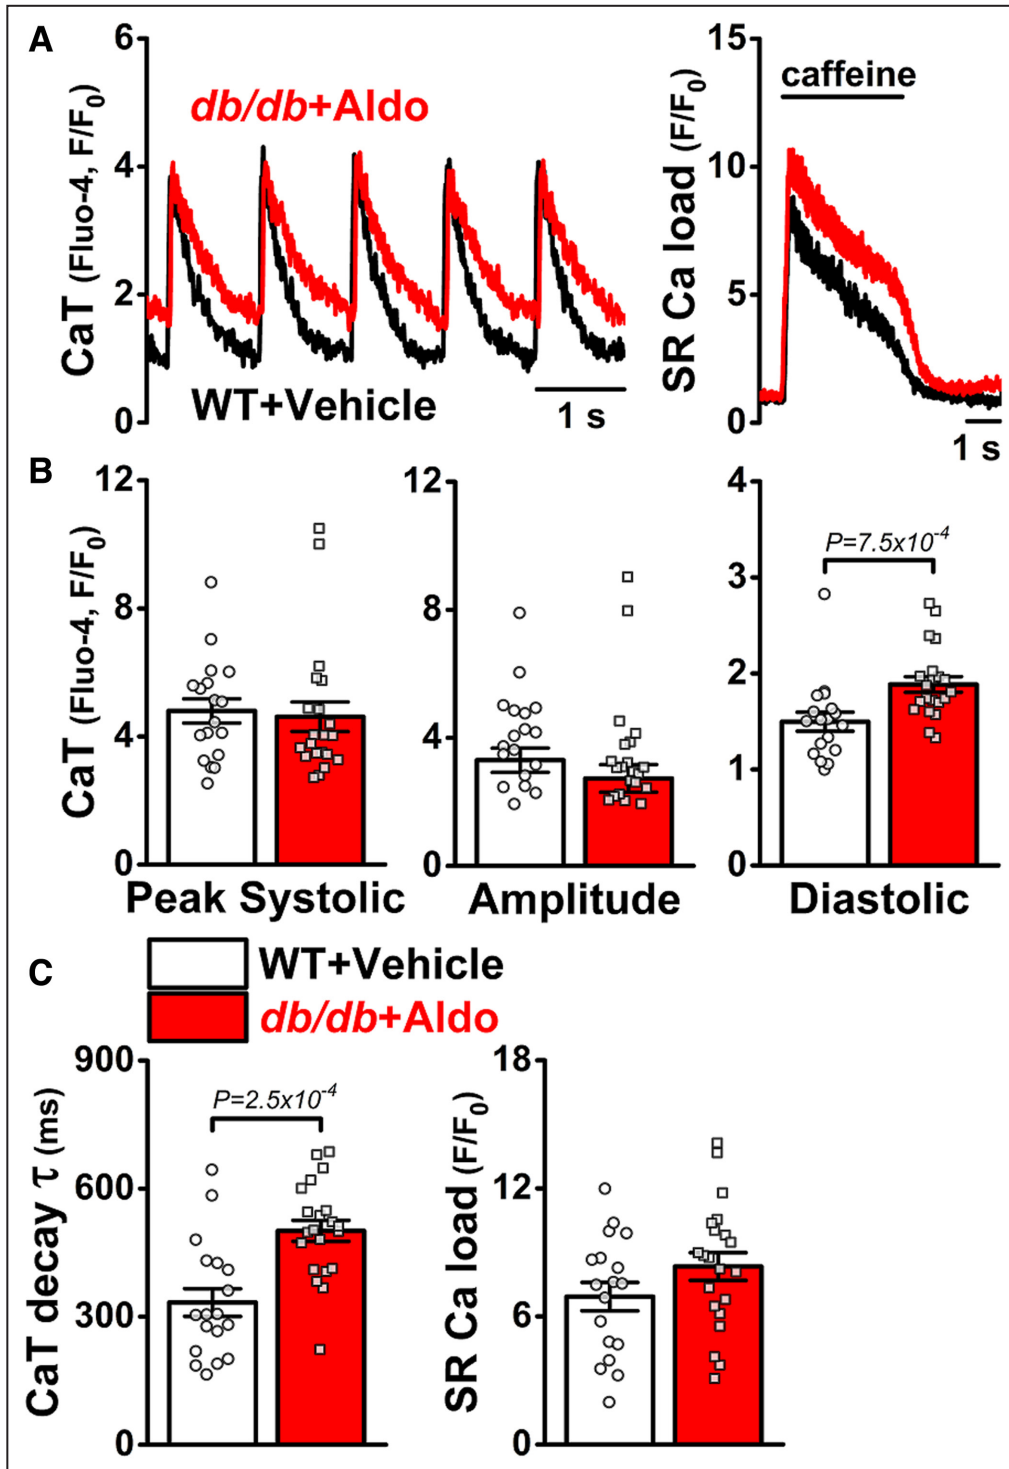 A
6
4
2
0
CaT (Fluo-4, F/F0)
db/db+Aldo
WT+Vehicle
1 s
15
10
5
0
SR Ca load (F/F0)
caffeine
1 s
B
12
8
4
0
CaT (Fluo-4, F/F0)
Peak Systolic
12
8
4
0
Amplitude
4
3
2
1
0
P=7.5x10-4
Diastolic
C
WT+Vehicle
db/db+Aldo
900
600
300
0
CaT decay τ (ms)
P=2.5x10-4
18
12
6
0
SR Ca load (F/F0)